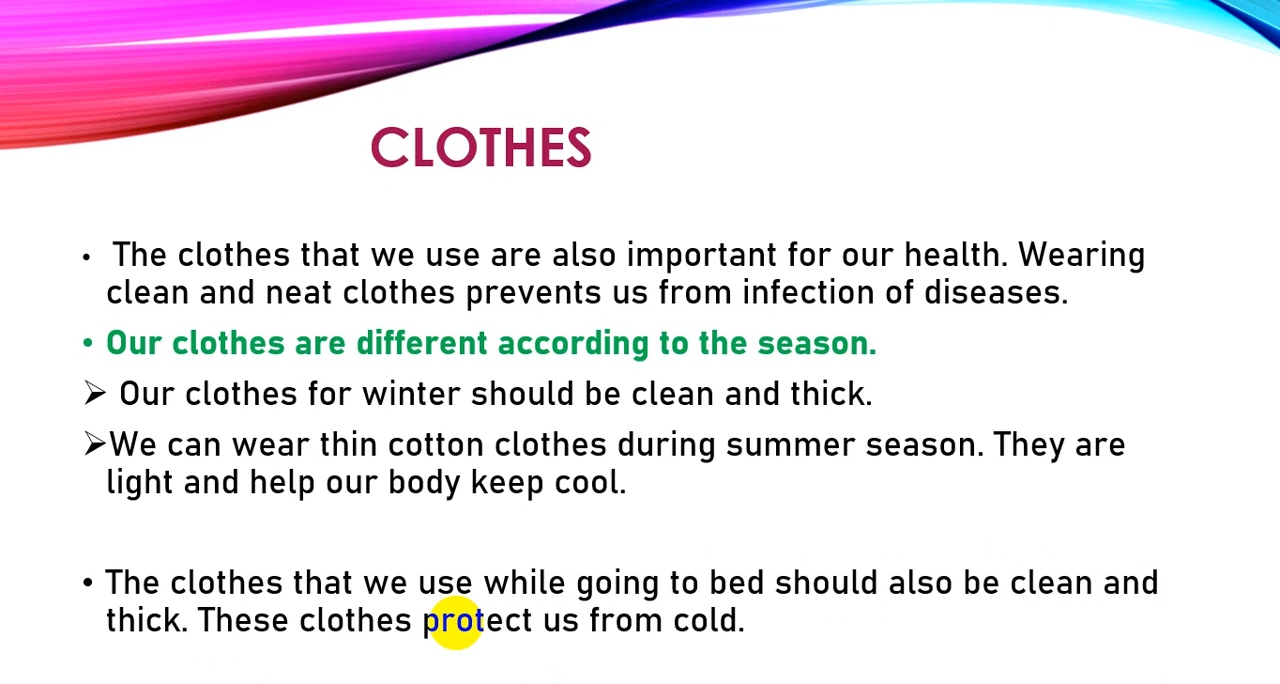 CLOTHES
• The clothes that we use are also important for our health. Wearing
clean and neat clothes prevents us from infection of diseases.
• Our clothes are different according to the season.
➢ Our clothes for winter should be clean and thick.
➢We can wear thin cotton clothes during summer season. They are
light and help our body keep cool.
• The clothes that we use while going to bed should also be clean and
thick. These clothes protect us from cold.